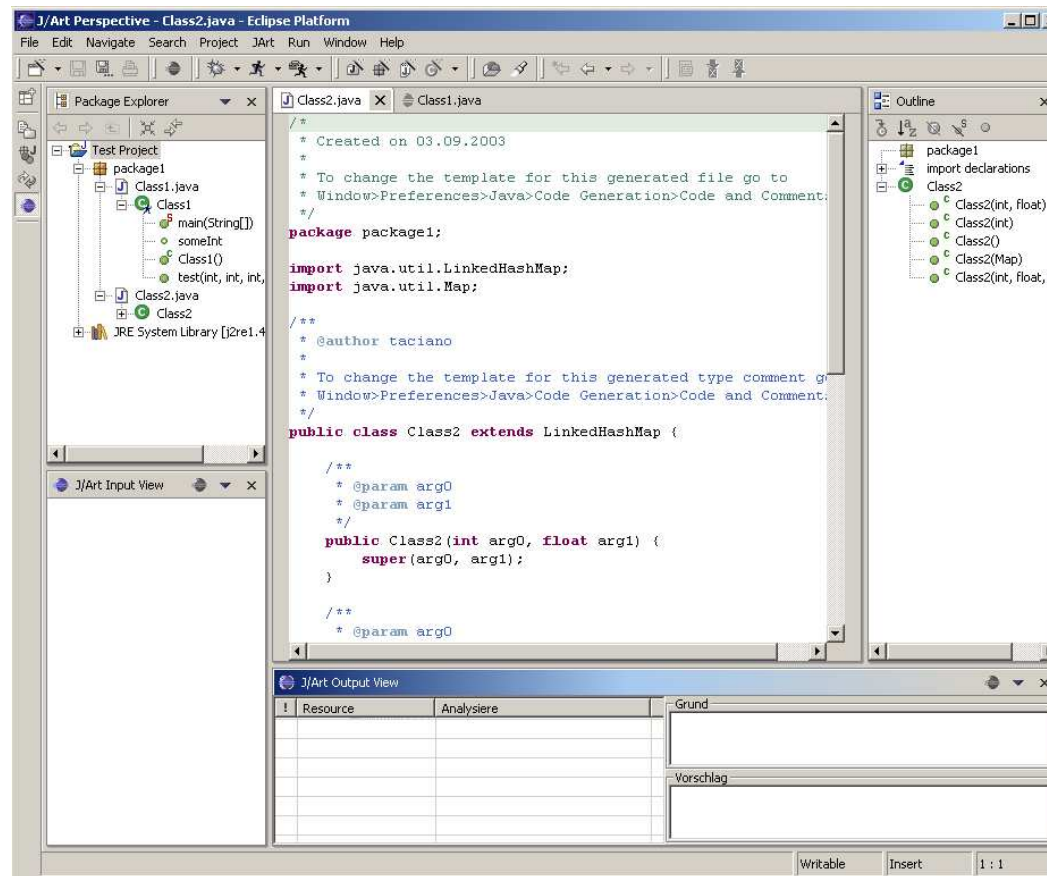 J/Art Perspective - Class2.java - Eclipse Platform
File Edit Navigate Search Project JArt Run Window Help
Package Explorer
Test Project
package1
Class1.java
Class1
main(String[])
someInt
Class1()
test(int, int, int,
Class2.java
Class2
JRE System Library [j2re1.4
J/Art Input View
Class2.java
Class1.java
/*
* Created on 03.09.2003
*
* To change the template for this generated file go to
* Window>Preferences>Java>Code Generation>Code and Comment
*/
package package1;
import java.util.LinkedHashMap;
import java.util.Map;
/**
* @author taciano
*
* To change the template for this generated type comment g
* Window>Preferences>Java>Code Generation>Code and Comment
*/
public class Class2 extends LinkedHashMap {
/**
* @param arg0
* @param arg1
*/
public Class2(int arg0, float arg1) {
super(arg0, arg1);
}
/**
* @param arg0
Outline
package1
import declarations
Class2
Class2(int, float)
Class2(int)
Class2()
Class2(Map)
Class2(int, float,
J/Art Output View
! Resource Analysiere
Grund
Vorschlag
Writable Insert 1 : 1